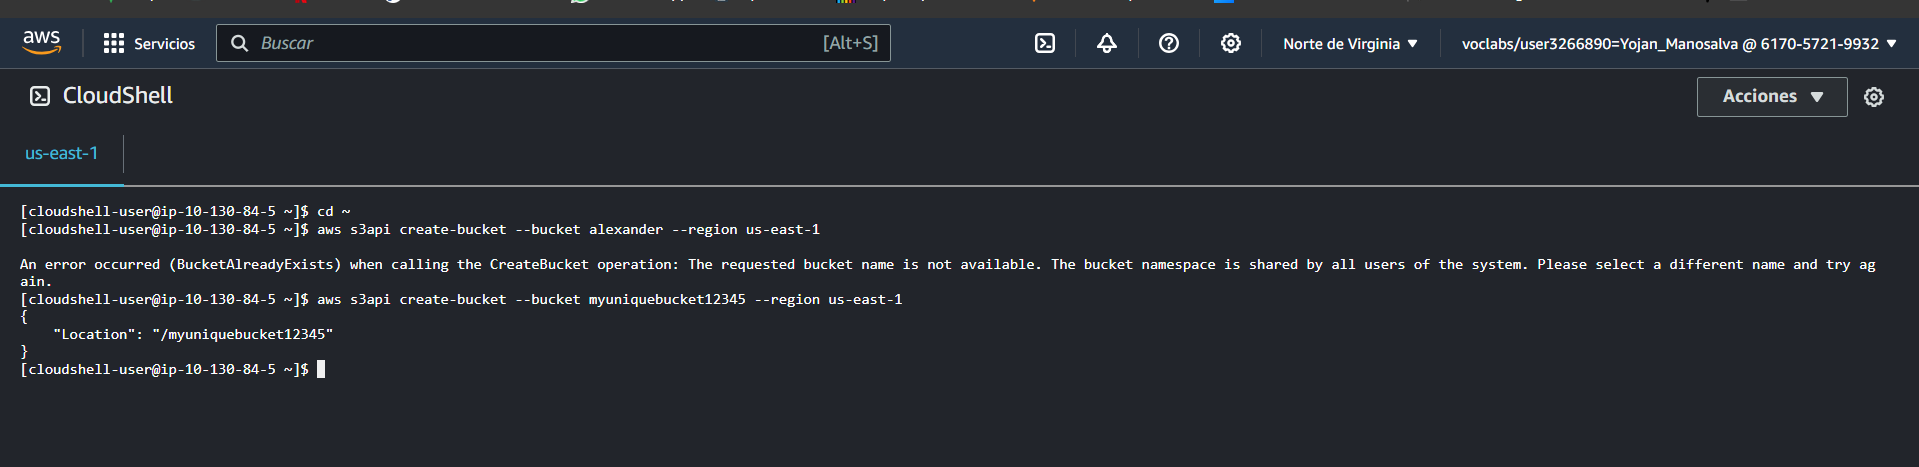 aws
Servicios
Buscar
[Alt+S]
Norte de Virginia
voclabs/user3266890=Yojan_Manosalva @ 6170-5721-9932
CloudShell
Acciones
us-east-1
[cloudshell-user@ip-10-130-84-5 ~]$ cd ~
[cloudshell-user@ip-10-130-84-5 ~]$ aws s3api create-bucket --bucket alexander --region us-east-1
An error occurred (BucketAlreadyExists) when calling the CreateBucket operation: The requested bucket name is not available. The bucket namespace is shared by all users of the system. Please select a different name and try ag
ain.
[cloudshell-user@ip-10-130-84-5 ~]$ aws s3api create-bucket --bucket myuniquebucket12345 --region us-east-1
{
    "Location": "/myuniquebucket12345"
}
[cloudshell-user@ip-10-130-84-5 ~]$